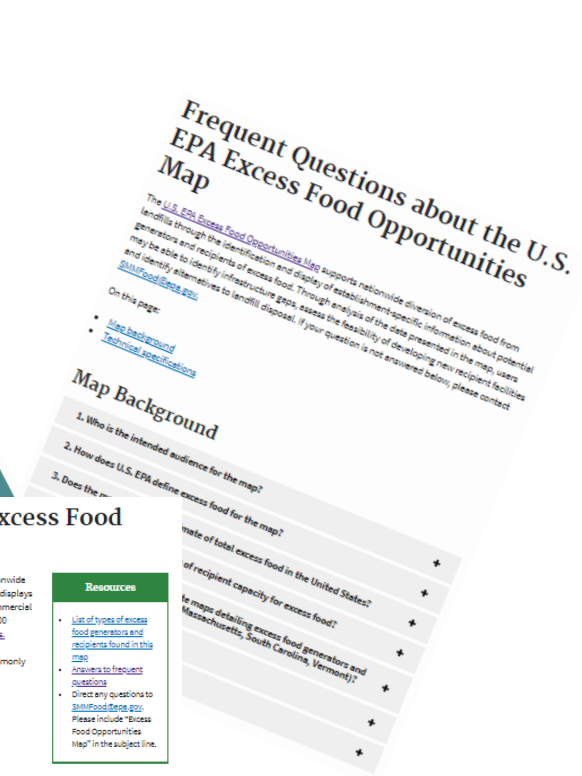 Frequent Questions about the U.S.
EPA Excess Food Opportunities
Map
The U.S. EPA Excess Food Opportunities Map supports nationwide diversion of excess food from
landfills through the identification and display of establishment-specific information about potential
generators and recipients of excess food. Through analysis of the data presented in the map, users
may be able to identify infrastructure gaps, assess the feasibility of developing new recipient facilities
and identify alternatives to landfill disposal. If your question is not answered below, please contact
SMMFood@epa.gov.
On this page:
• Map background
• Technical specifications
Map Background
1. Who is the intended audience for the map? +
2. How does U.S. EPA define excess food for the map? +
3. Does the
mate of total excess food in the United States? +
of recipient capacity for excess food? +
maps detailing excess food generators and
Massachusetts, South Carolina, Vermont)? +
+
+
xcess Food
displays
monly
Resources
• List of types of excess
food generators and
recipients found in this
map
• Answers to frequent
questions
• Direct any questions to
SMMFood@epa.gov.
Please include "Excess
Food Opportunities
Map" in the subject line.